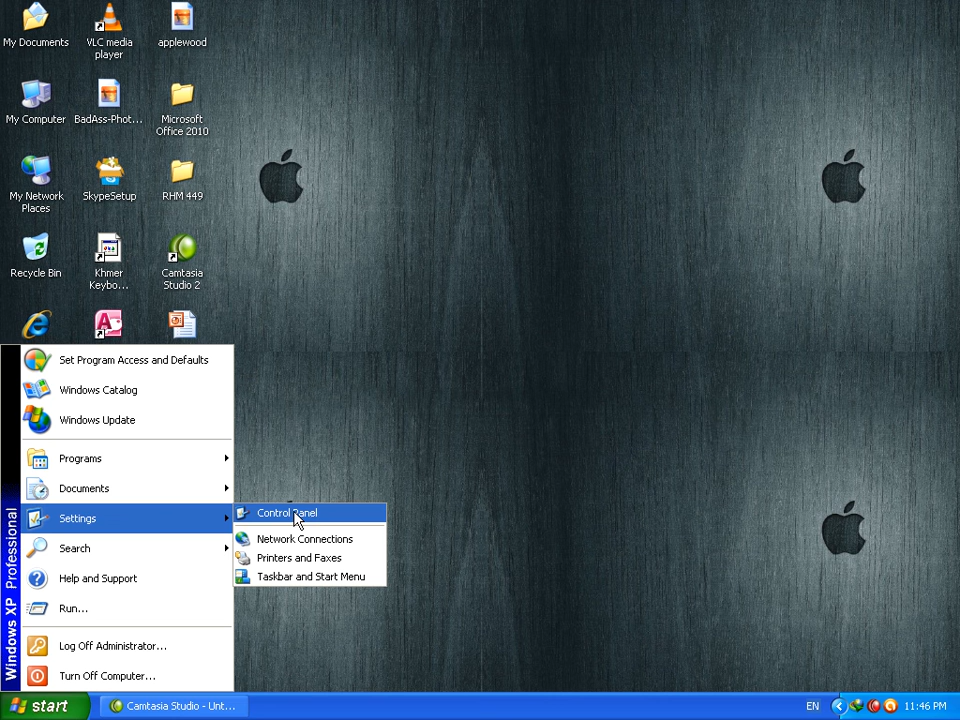 My Documents
VLC media
player
applewood
My Computer
BadAss-Phot...
Microsoft
Office 2010
My Network
Places
SkypeSetup
RHM 449
Recycle Bin
Khmer
Keybo...
Camtasia
Studio 2
Set Program Access and Defaults
Windows Catalog
Windows Update
Programs
Documents
Settings
Search
Help and Support
Run...
Log Off Administrator...
Turn Off Computer...
Windows XP Professional
Control Panel
Network Connections
Printers and Faxes
Taskbar and Start Menu
start
Camtasia Studio - Unt...
EN
11:46 PM